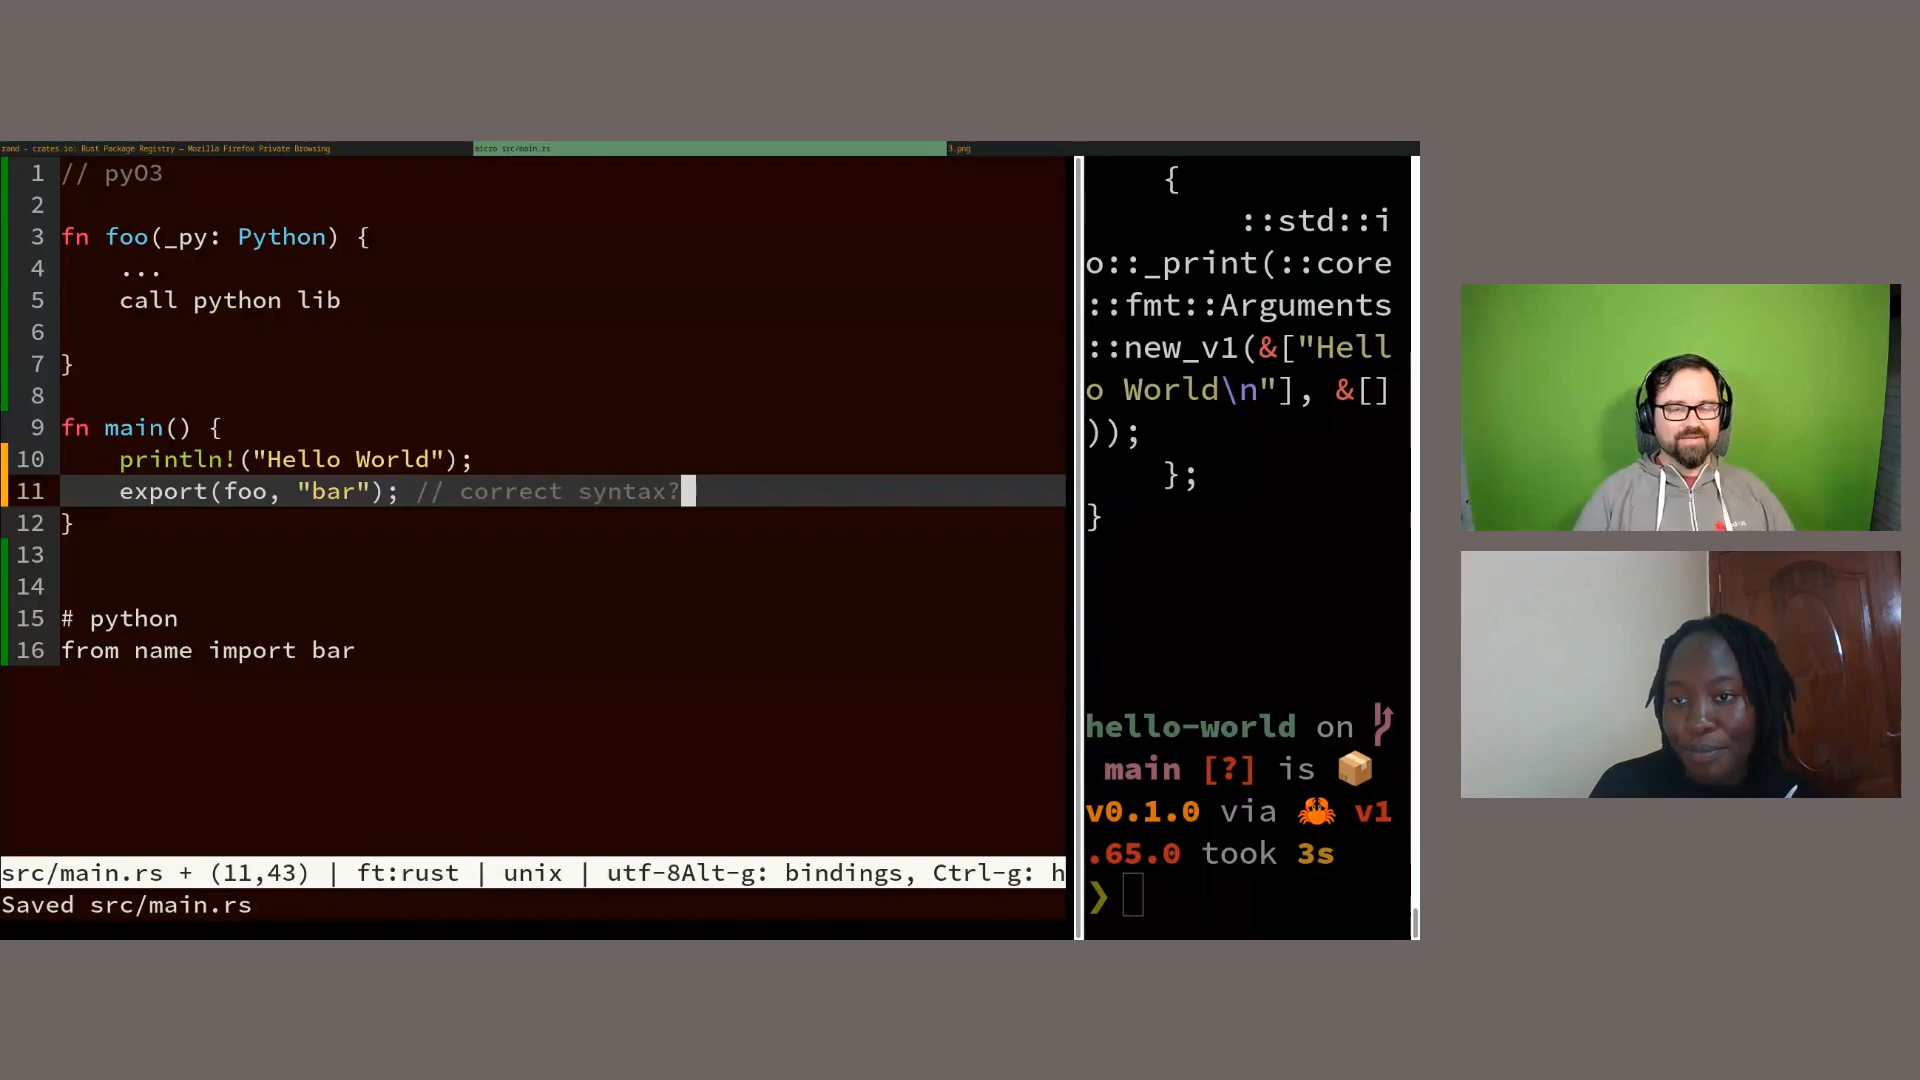 rand - crates.io: Rust Package Registry — Mozilla Firefox Private Browsing
micro src/main.rs
3.png
1 // pyO3
2
3 fn foo(_py: Python) {
4 ...
5 call python lib
6
7 }
8
9 fn main() {
10 println!("Hello World");
11 export(foo, "bar"); // correct syntax?
12 }
13
14
15 # python
16 from name import bar
src/main.rs + (11,43) | ft:rust | unix | utf-8Alt-g: bindings, Ctrl-g: h
Saved src/main.rs
{
::std::i
o::_print(::core
::fmt::Arguments
::new_v1(&["Hell
o World\n"], &[]
));
};
}
hello-world on
main [?] is 📦
v0.1.0 via 🦀 v1
.65.0 took 3s
❯